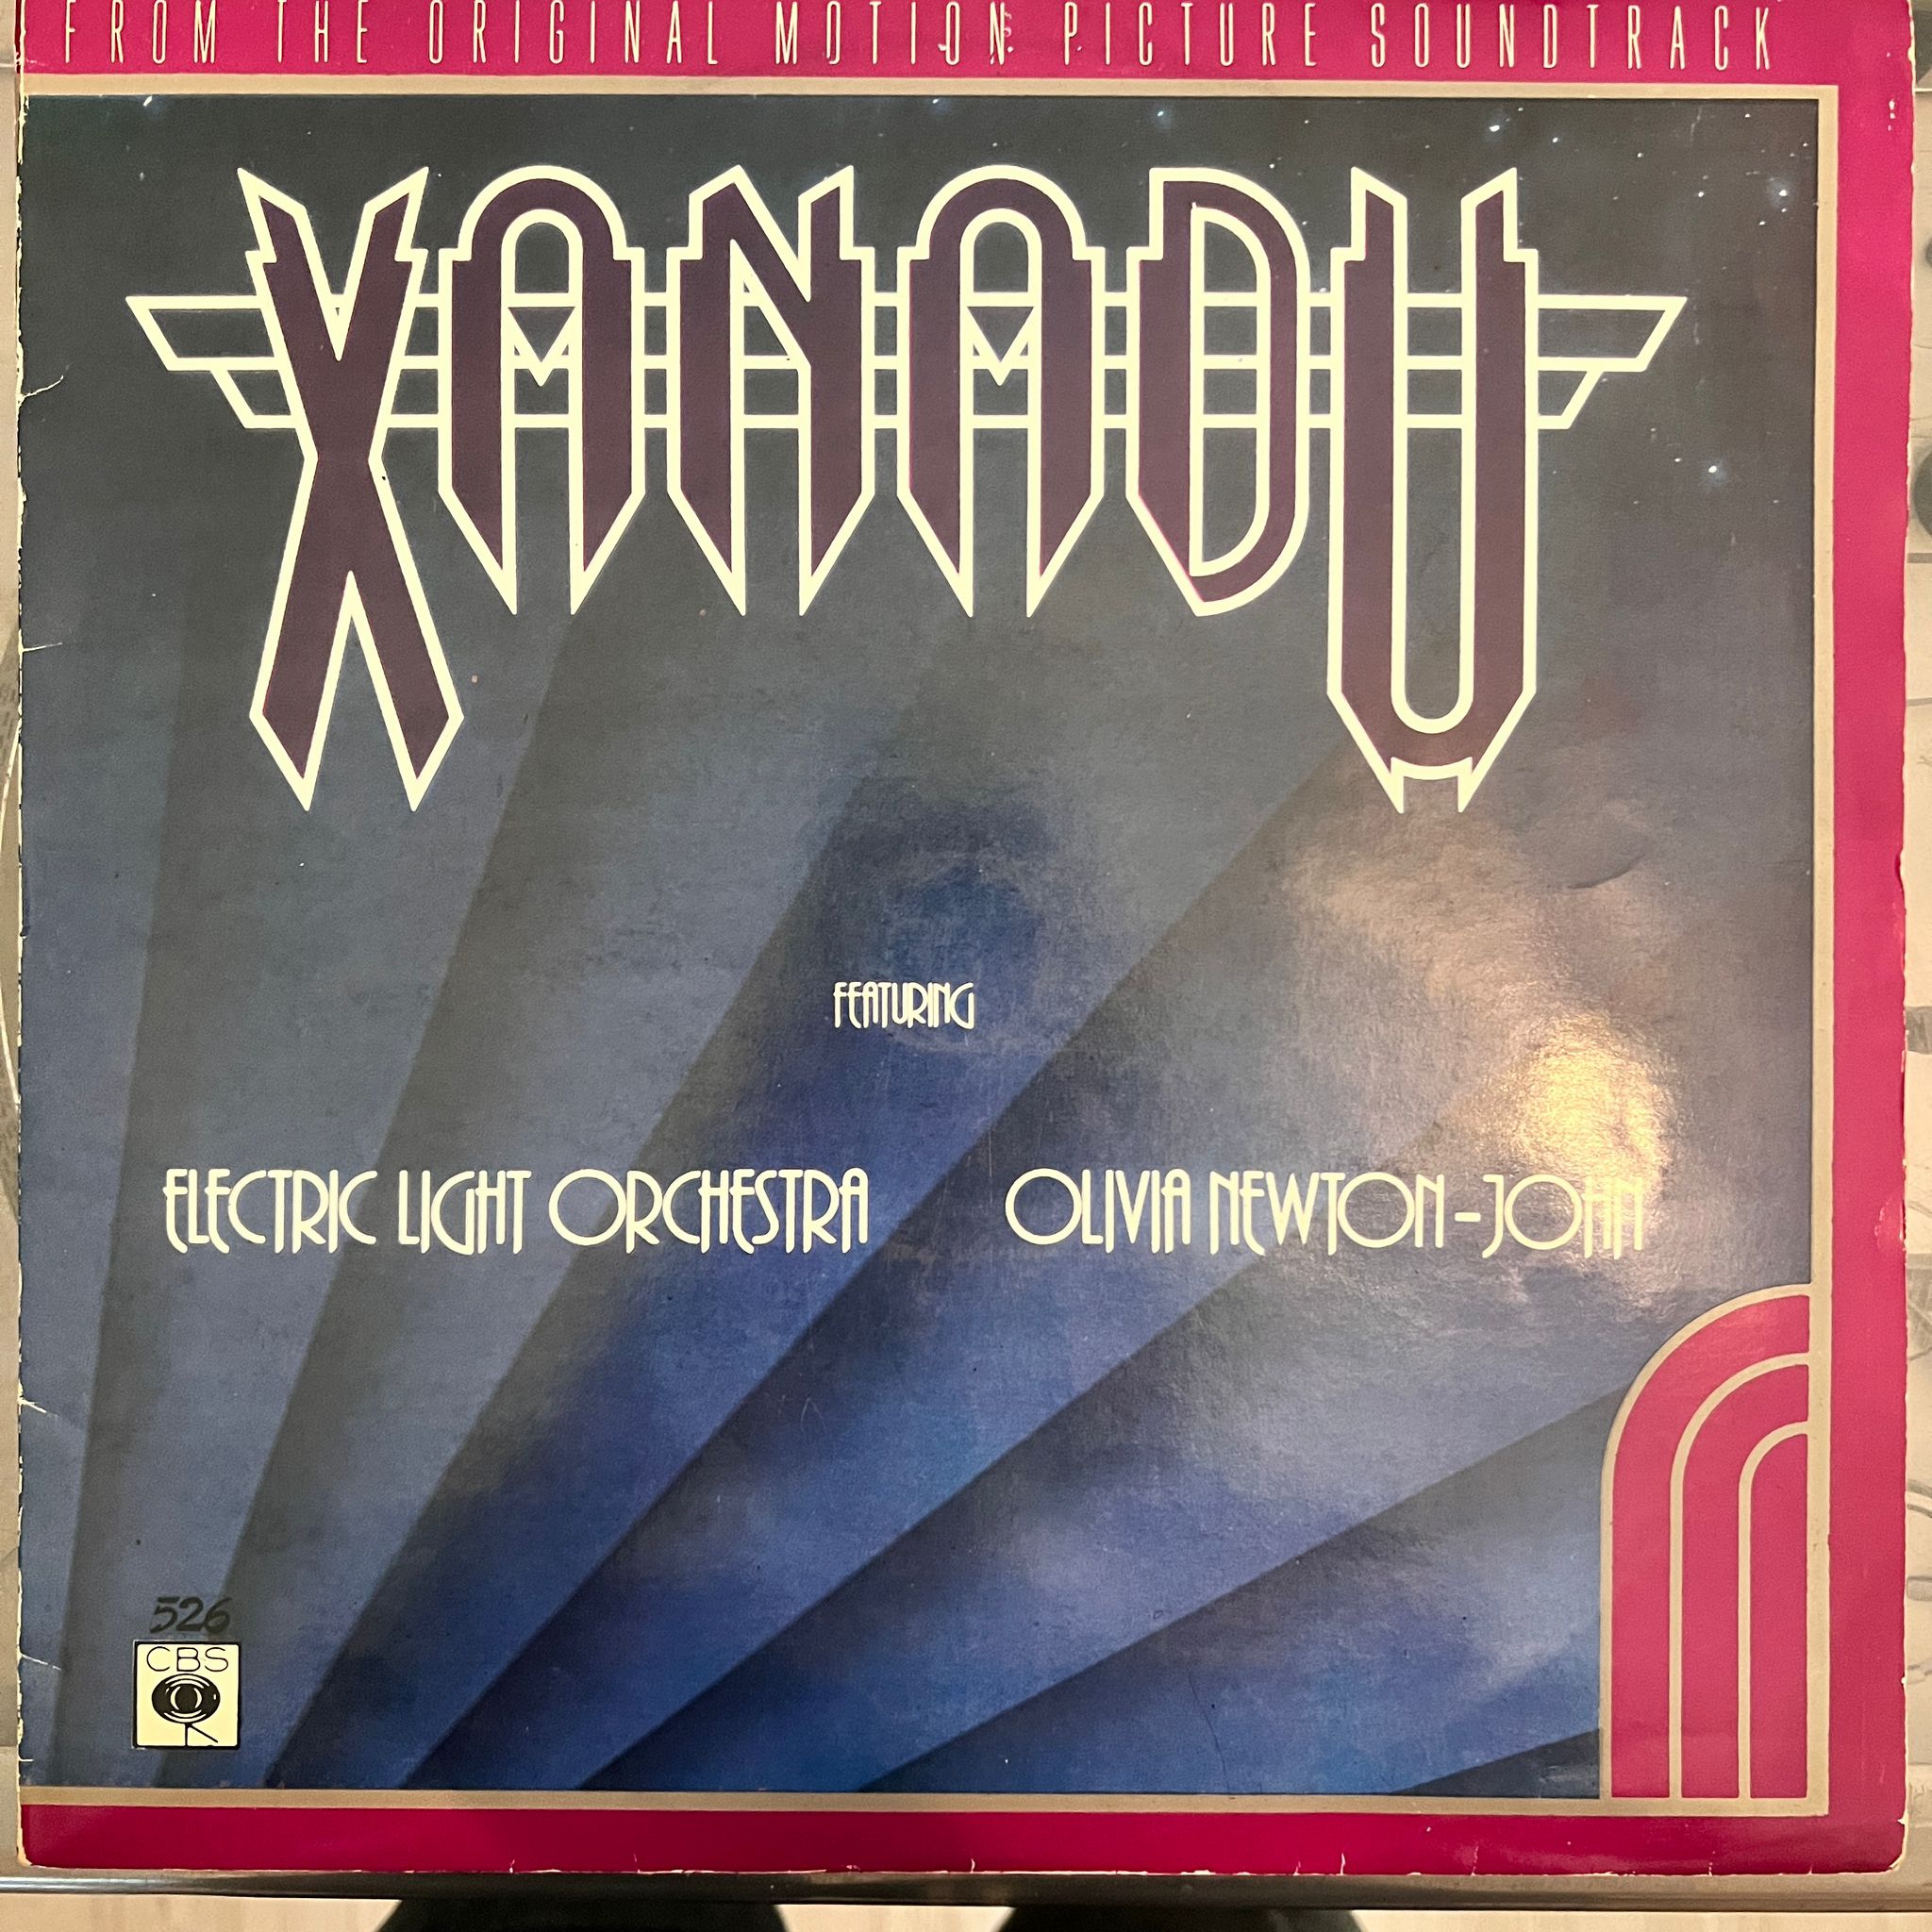 FROM THE ORIGINAL MOTION PICTURE SOUNDTRACK
XANADU
FEATURING
ELECTRIC LIGHT ORCHESTRA OLIVIA NEWTON-JOHN
526
CBS